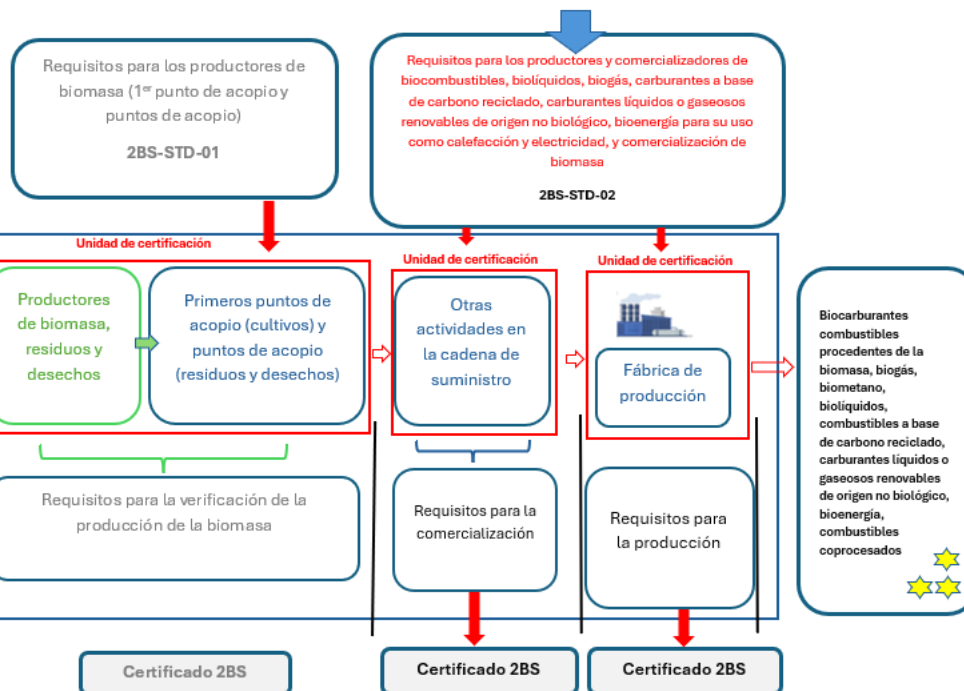 Requisitos para los productores de
biomasa (1er punto de acopio y
puntos de acopio)
2BS-STD-01
Requisitos para los productores y comercializadores de
biocombustibles, biolíquidos, biogás, carburantes a base
de carbono reciclado, carburantes líquidos o gaseosos
renovables de origen no biológico, bioenergía para su uso
como calefacción y electricidad, y comercialización de
biomasa
2BS-STD-02
Unidad de certificación
Unidad de certificación
Unidad de certificación
Productores
de biomasa,
residuos y
desechos
Primeros puntos de
acopio (cultivos) y
puntos de acopio
(residuos y desechos)
Otras
actividades en
la cadena de
suministro
Fábrica de
producción
Biocarburantes
combustibles
procedentes de la
biomasa, biogás,
biometano,
biolíquidos,
combustibles a base
de carbono reciclado,
carburantes líquidos o
gaseosos renovables
de origen no biológico,
bioenergía,
combustibles
coprocesados
Requisitos para la verificación de la
producción de la biomasa
Requisitos para la
comercialización
Requisitos para
la producción
Certificado 2BS
Certificado 2BS
Certificado 2BS